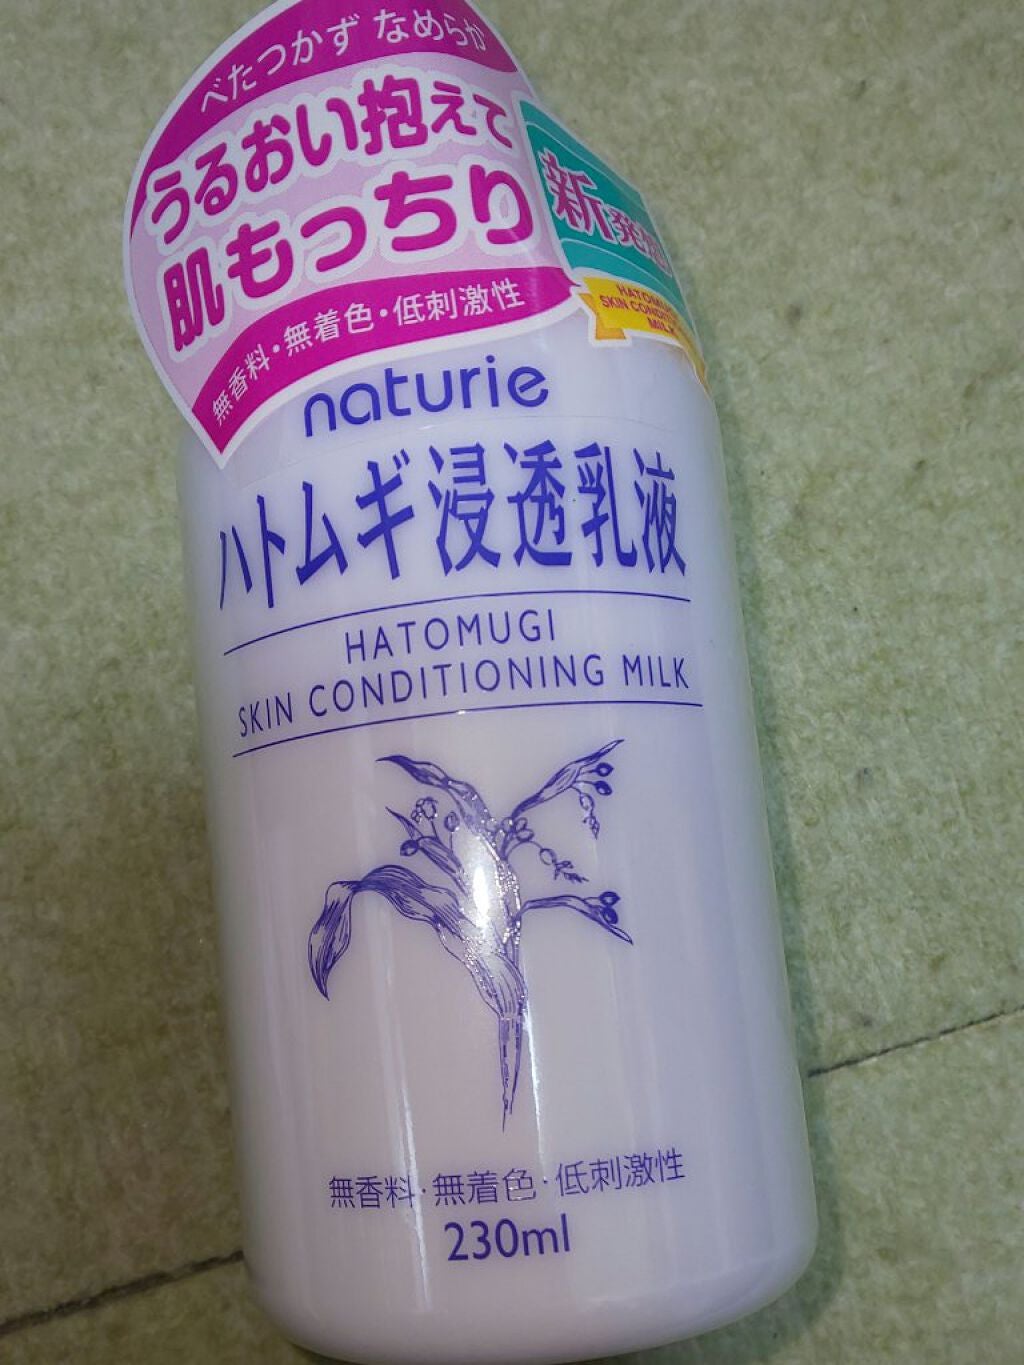 べたつかず なめらか
うるおい抱えて
肌もっちり
無香料・無着色・低刺激性
新発売
SKIN
naturie
ハトムギ浸透乳液
HATOMUGI
SKIN CONDITIONING MILK
無香料・無着色・低刺激性
230ml